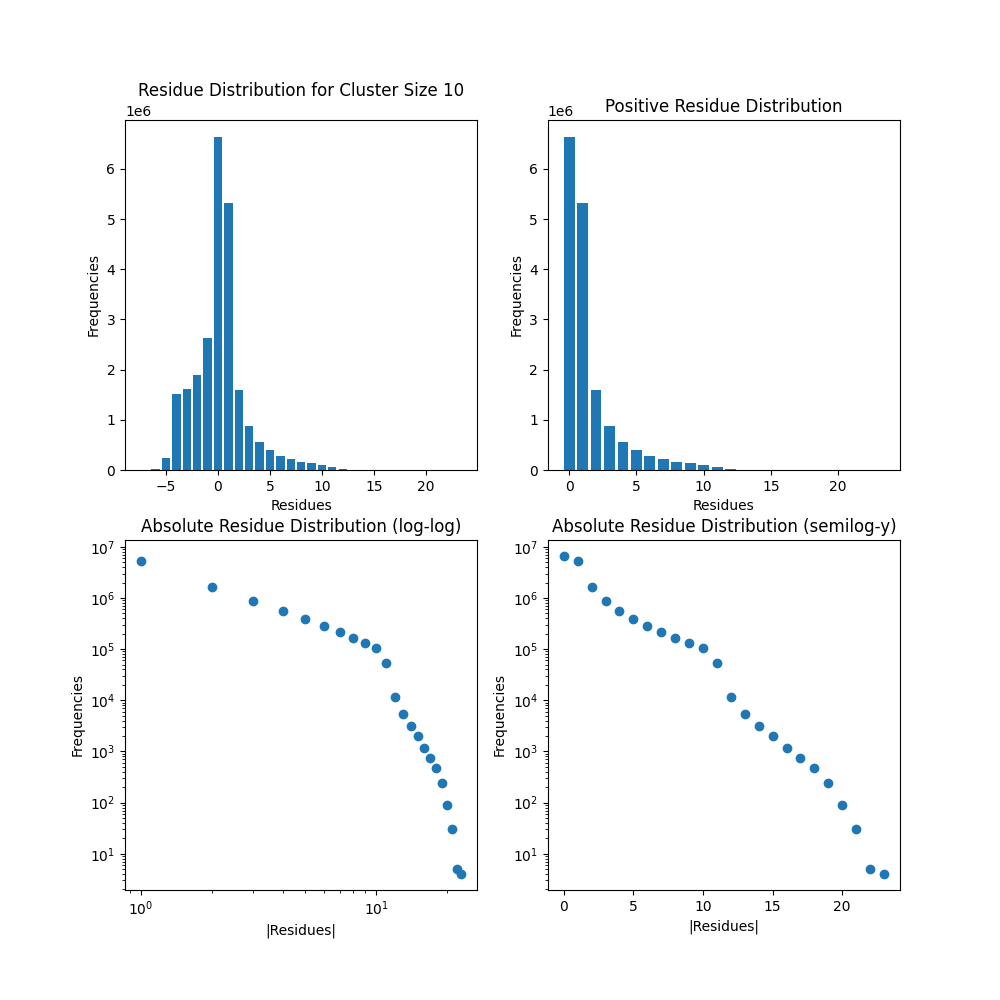 Residue Distribution for Cluster Size 10
1e6
Frequencies
6
5
4
3
2
1
0
−5 0 5 10 15 20
Residues
Positive Residue Distribution
1e6
Frequencies
6
5
4
3
2
1
0
0 5 10 15 20
Residues
Absolute Residue Distribution (log-log)
Frequencies
10⁷
10⁶
10⁵
10⁴
10³
10²
10¹
10⁰ 10¹
|Residues|
Absolute Residue Distribution (semilog-y)
Frequencies
10⁷
10⁶
10⁵
10⁴
10³
10²
10¹
0 5 10 15 20
|Residues|